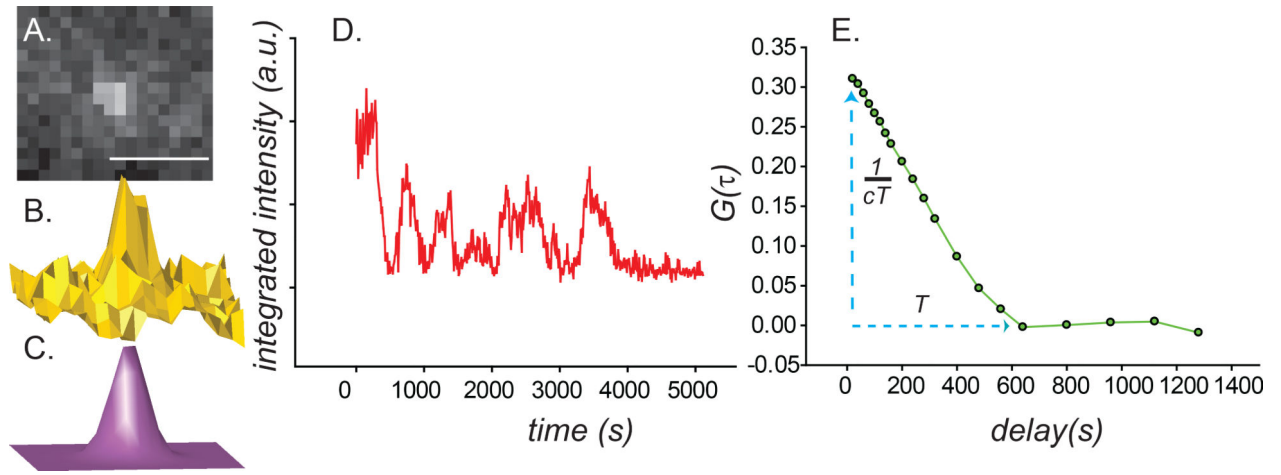 A.
B.
C.
D.
integrated intensity (a.u.)
0 1000 2000 3000 4000 5000
time (s)
E.
G(τ)
0.35
0.30
0.25
0.20
0.15
0.10
0.05
0.00
-0.05
1
cT
T
0 200 400 600 800 1000 1200 1400
delay(s)